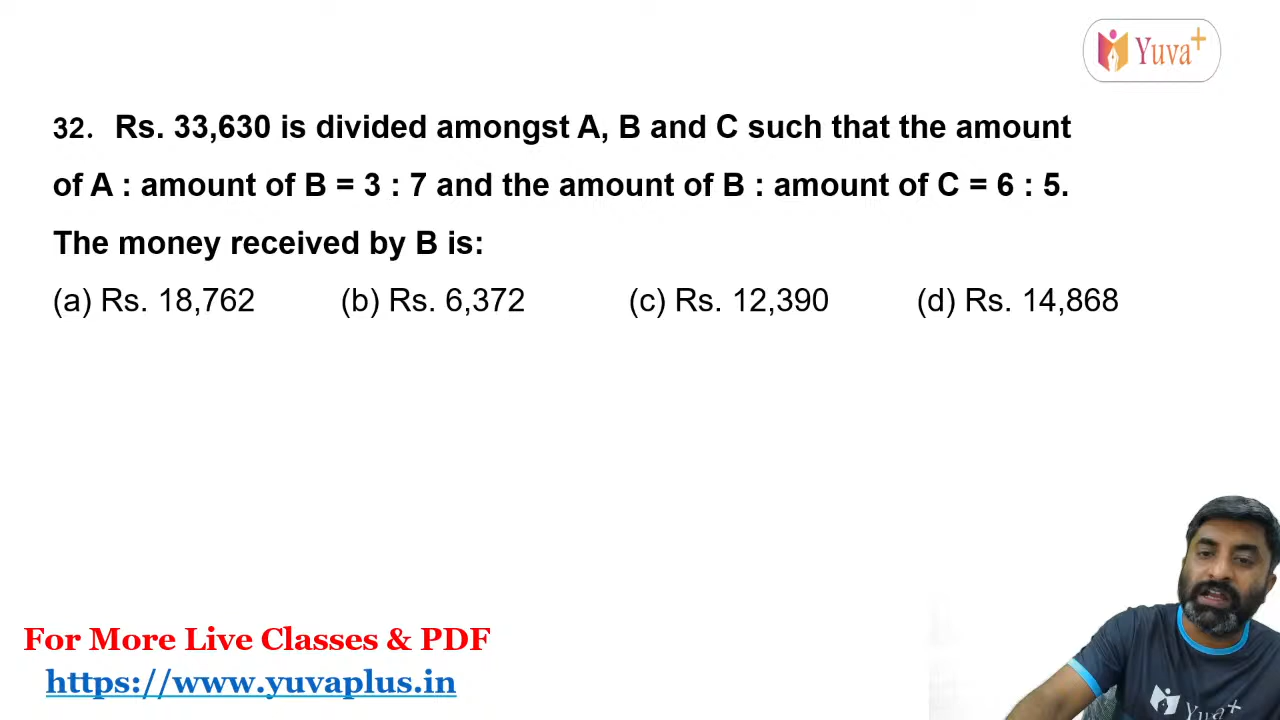 Yuva+
32. Rs. 33,630 is divided amongst A, B and C such that the amount
of A : amount of B = 3 : 7 and the amount of B : amount of C = 6 : 5.
The money received by B is:
(a) Rs. 18,762 (b) Rs. 6,372 (c) Rs. 12,390 (d) Rs. 14,868
For More Live Classes & PDF
https://www.yuvaplus.in
Yuva+